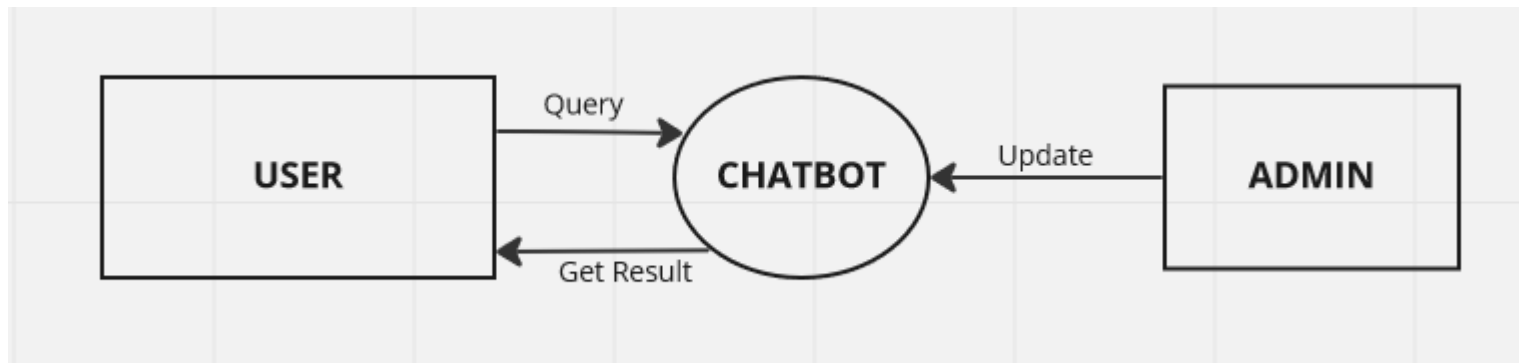 Query
USER
CHATBOT
Update
ADMIN
Get Result